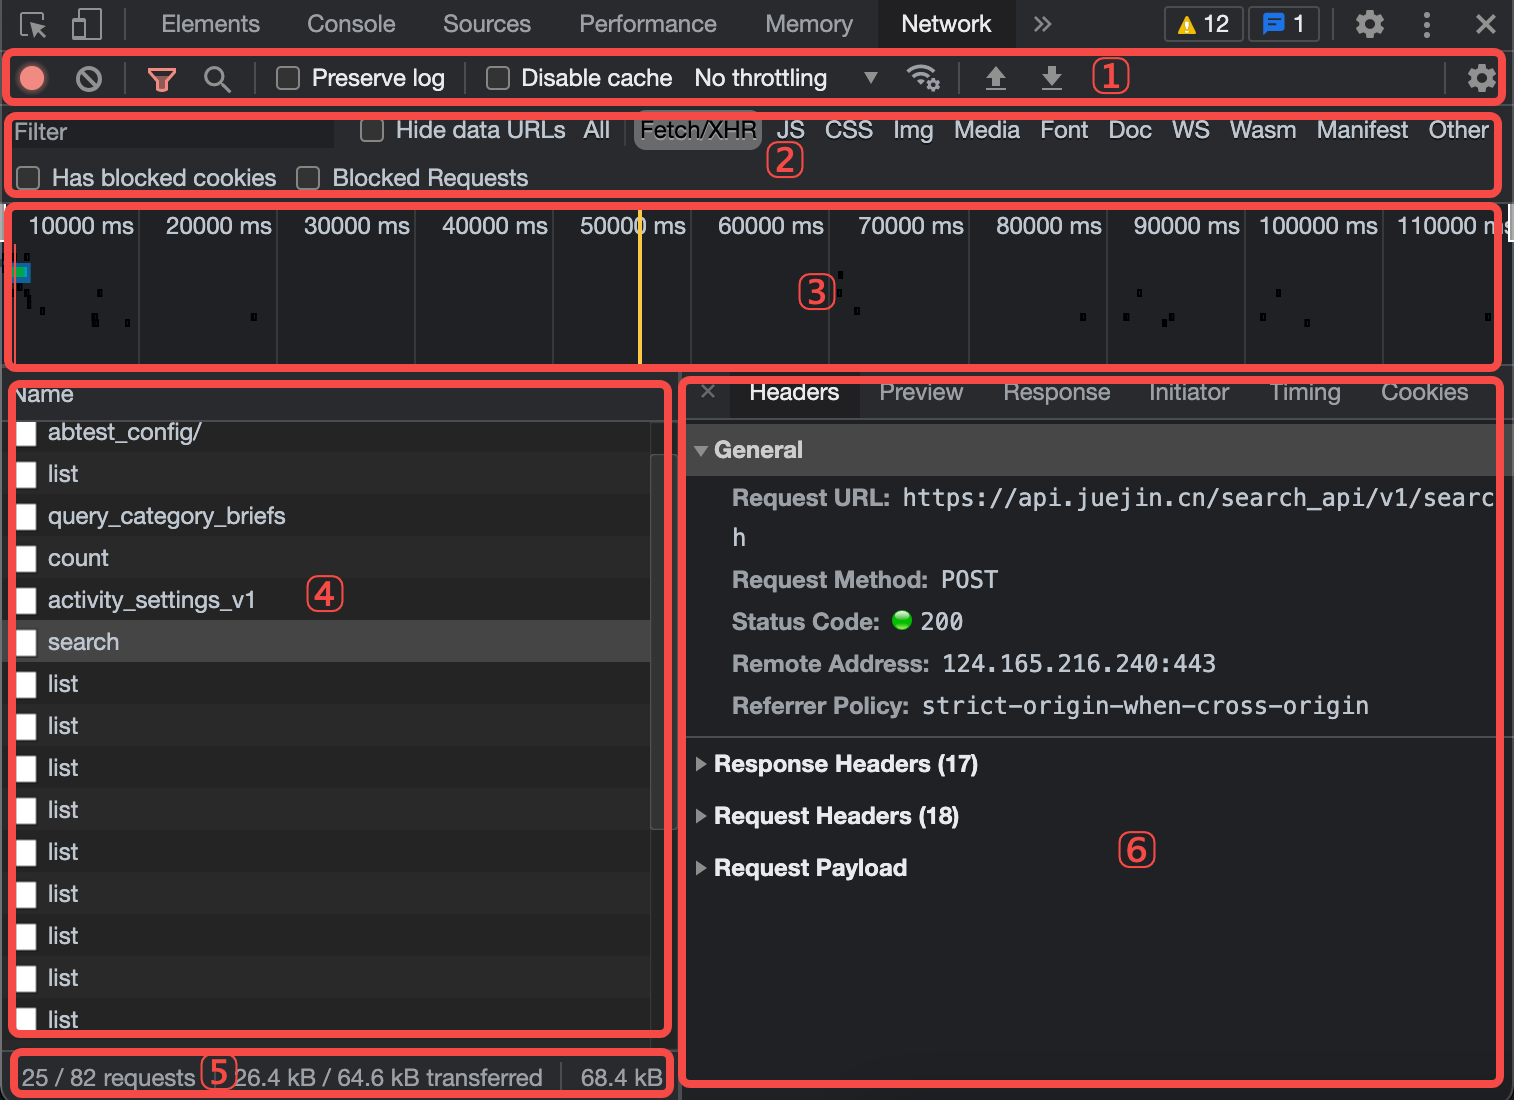 Elements Console Sources Performance Memory Network 12 1
Preserve log Disable cache No throttling 1
Filter Hide data URLs All Fetch/XHR JS CSS Img Media Font Doc WS Wasm Manifest Other
2
Has blocked cookies Blocked Requests
10000 ms 20000 ms 30000 ms 40000 ms 50000 ms 60000 ms 70000 ms 80000 ms 90000 ms 100000 ms 110000 ms
3
Name
abtest_config/
list
query_category_briefs
count
activity_settings_v1 4
search
list
list
list
list
list
list
list
list
list
25 / 82 requests 5 26.4 kB / 64.6 kB transferred 68.4 kB
Headers Preview Response Initiator Timing Cookies
General
Request URL: https://api.juejin.cn/search_api/v1/searc
h
Request Method: POST
Status Code: 200
Remote Address: 124.165.216.240:443
Referrer Policy: strict-origin-when-cross-origin
Response Headers (17)
Request Headers (18)
6
Request Payload